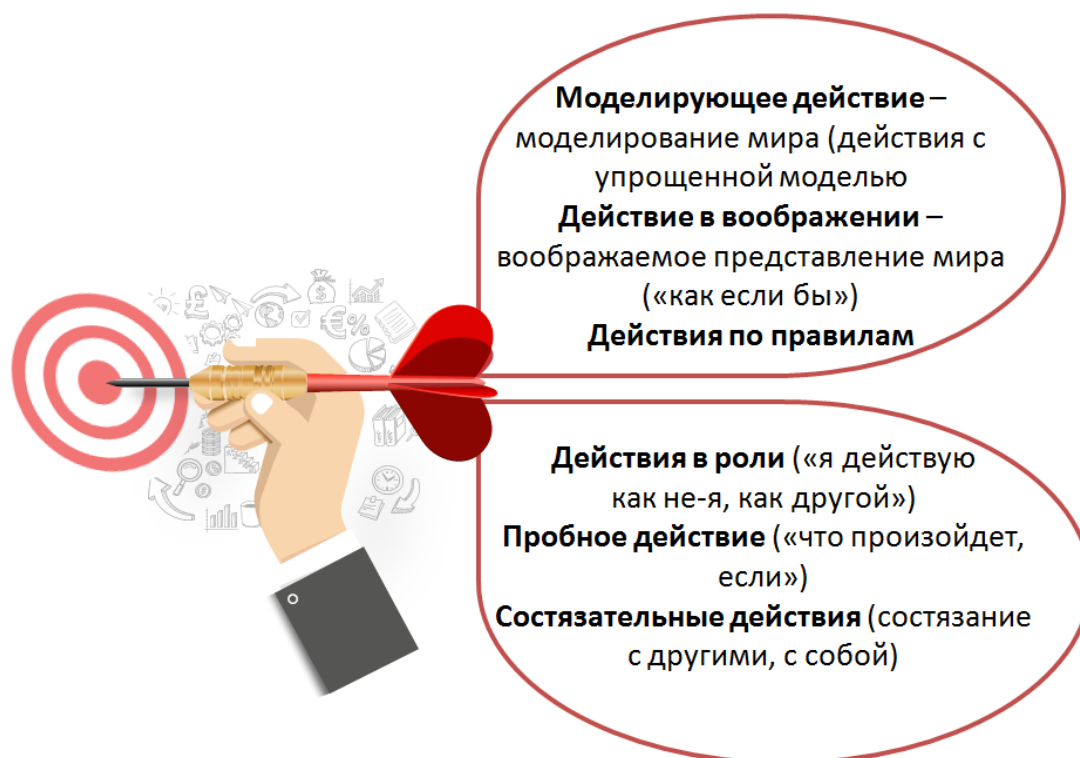 Моделирующее действие –
моделирование мира (действия с
упрощенной моделью
Действие в воображении –
воображаемое представление мира
(«как если бы»)
Действия по правилам
Действия в роли («я действую
как не-я, как другой»)
Пробное действие («что произойдет,
если»)
Состязательные действия (состязание
с другими, с собой)